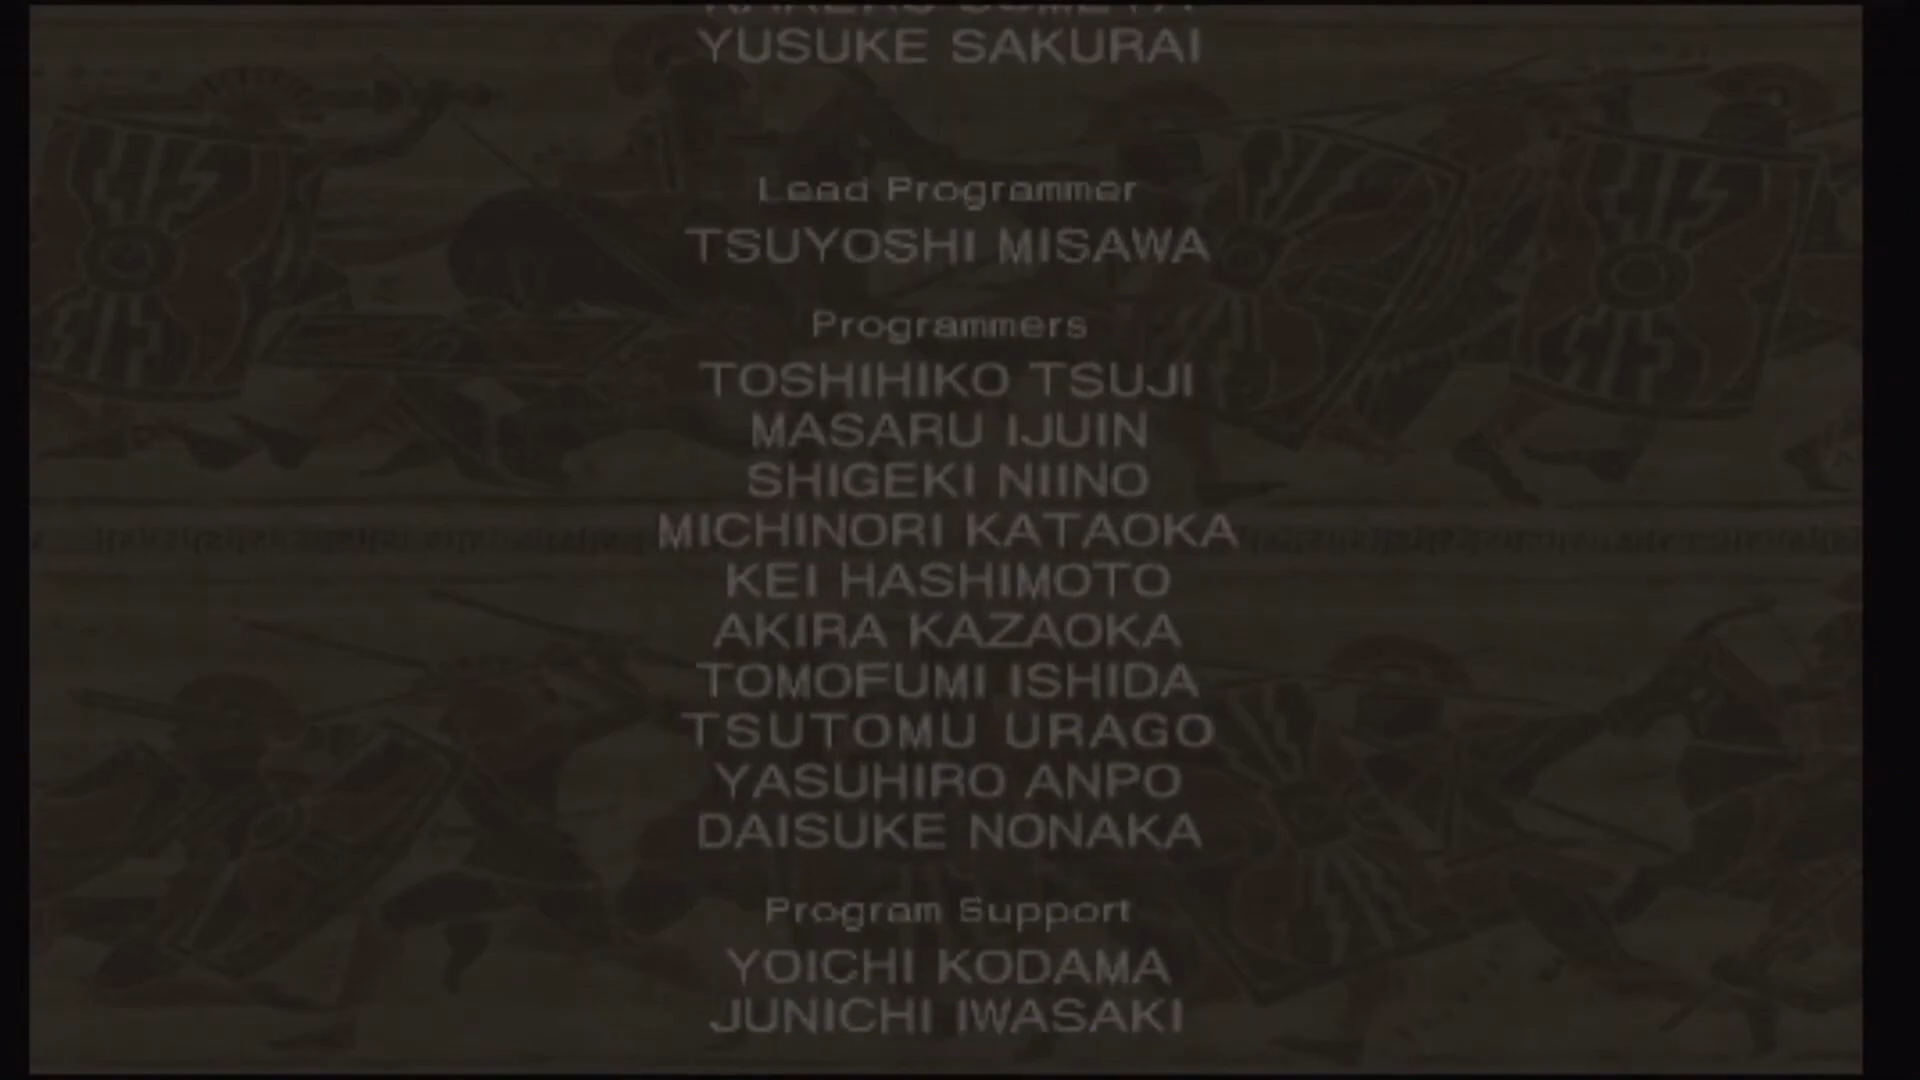 YUSUKE SAKURAI
Lead Programmer
TSUYOSHI MISAWA
Programmers
TOSHIHIKO TSUJI
MASARU IJUIN
SHIGEKI NIINO
MICHINORI KATAOKA
KEI HASHIMOTO
AKIRA KAZAOKA
TOMOFUMI ISHIDA
TSUTOMU URAGO
YASUHIRO ANPO
DAISUKE NONAKA
Program Support
YOICHI KODAMA
JUNICHI IWASAKI